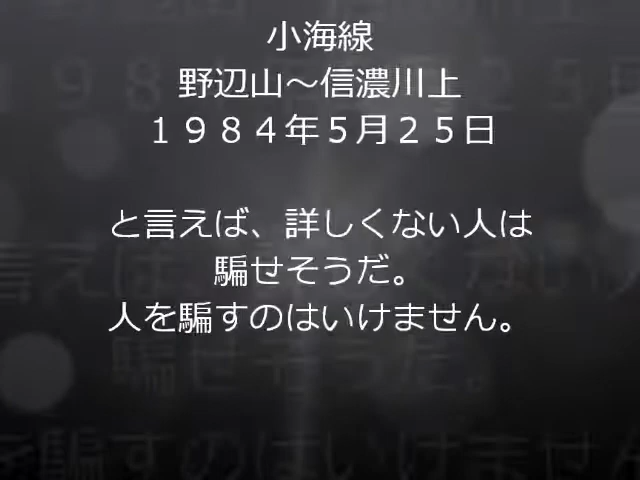 小海線
野辺山～信濃川上
１９８４年５月２５日
と言えば、詳しくない人は
騙せそうだ。
人を騙すのはいけません。